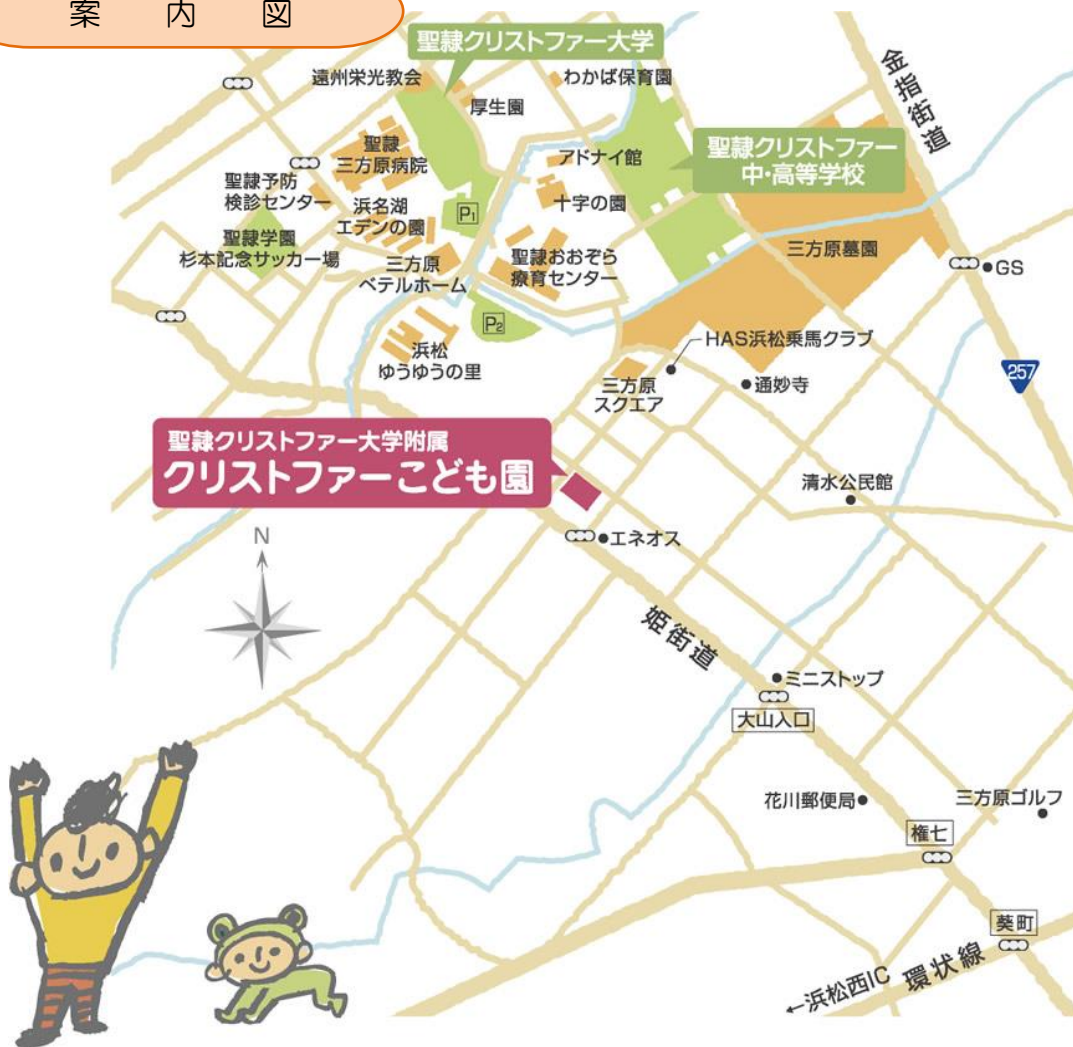 案 内 図
聖隷クリストファー大学
遠州栄光教会
わかば保育園
厚生園
金指街道
聖隷
三方原病院
アドナイ館
聖隷クリストファー
中・高等学校
聖隷予防
検診センター
浜名湖
エデンの園
P1
十字の園
聖隷学園
杉本記念サッカー場
三方原
ベテルホーム
聖隷おおぞら
療育センター
三方原墓園
GS
P2
浜松
ゆうゆうの里
HAS浜松乗馬クラブ
三方原
スクエア
通妙寺
257
聖隷クリストファー大学附属
クリストファーこども園
清水公民館
N
エネオス
姫街道
ミニストップ
大山入口
花川郵便局
三方原ゴルフ
権七
葵町
←浜松西IC 環状線